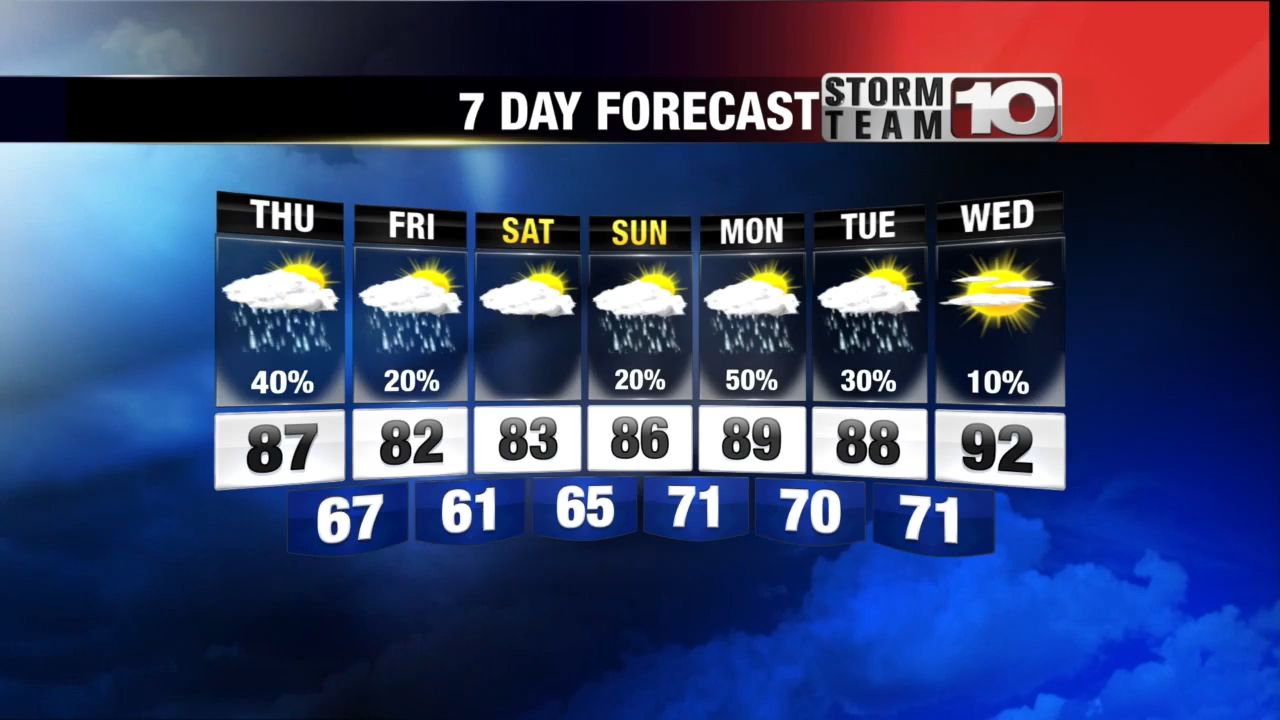 7 DAY FORECAST STORM TEAM 10
THU FRI SAT SUN MON TUE WED
40% 20% 20% 50% 30% 10%
87 82 83 86 89 88 92
67 61 65 71 70 71